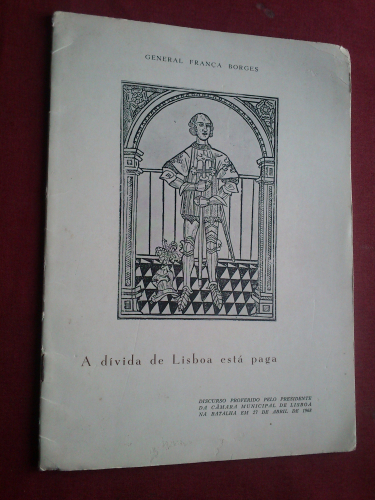 GENERAL FRANÇA BORGES
A dívida de Lisboa está paga
DISCURSO PROFERIDO PELO PRESIDENTE
DA CÂMARA MUNICIPAL DE LISBOA
NA BATALHA EM 27 DE ABRIL DE 1968